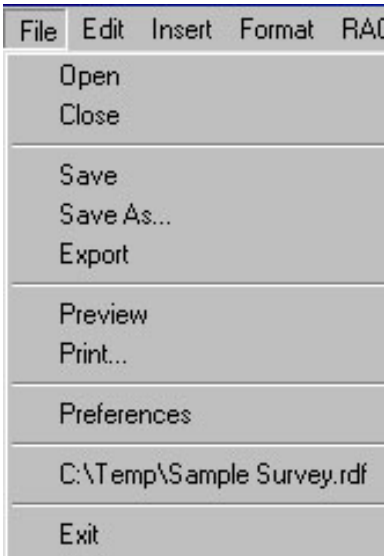 File Edit Insert Format
Open
Close
Save
Save As...
Export
Preview
Print...
Preferences
C:\Temp\Sample Survey.rdf
Exit